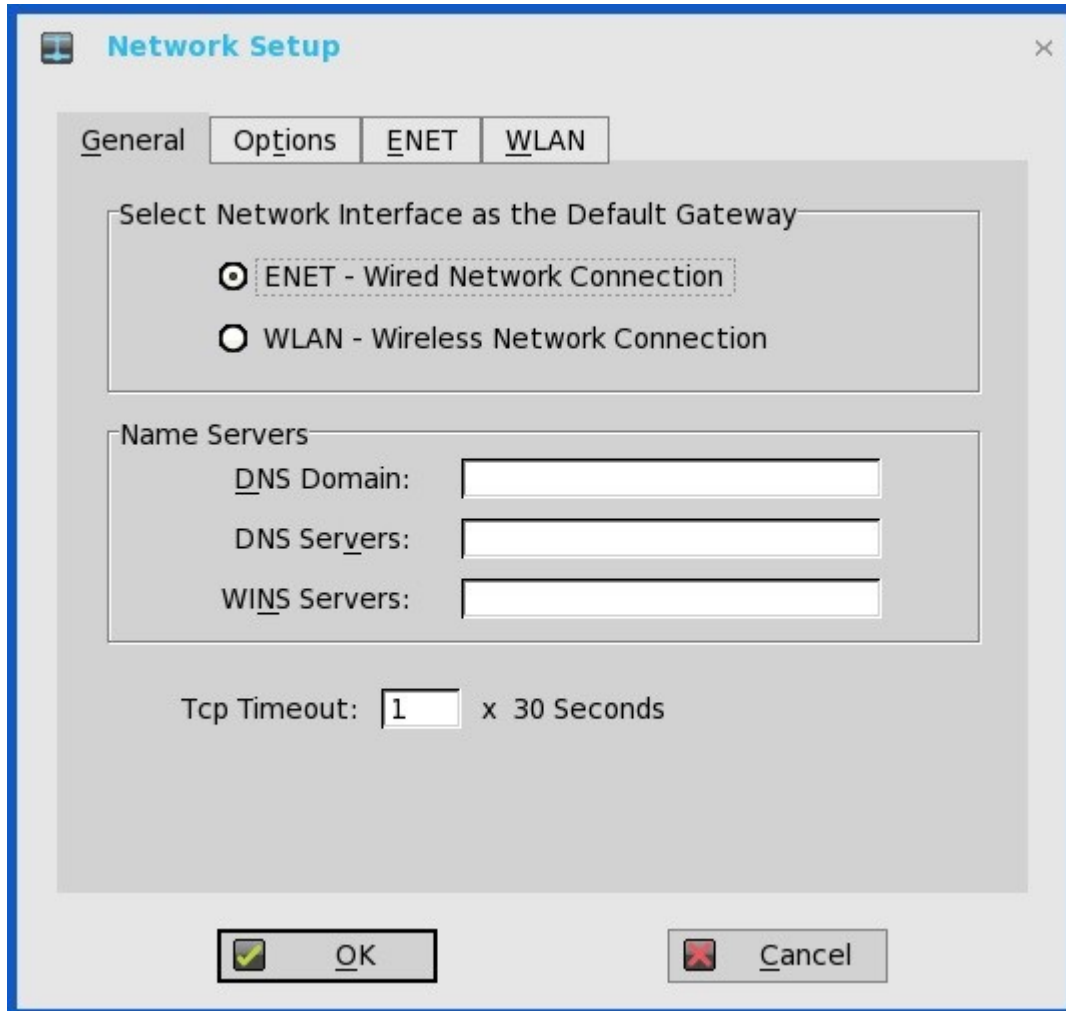 Network Setup
General Options ENET WLAN
Select Network Interface as the Default Gateway
ENET - Wired Network Connection
WLAN - Wireless Network Connection
Name Servers
DNS Domain:
DNS Servers:
WINS Servers:
Tcp Timeout: 1 x 30 Seconds
OK Cancel